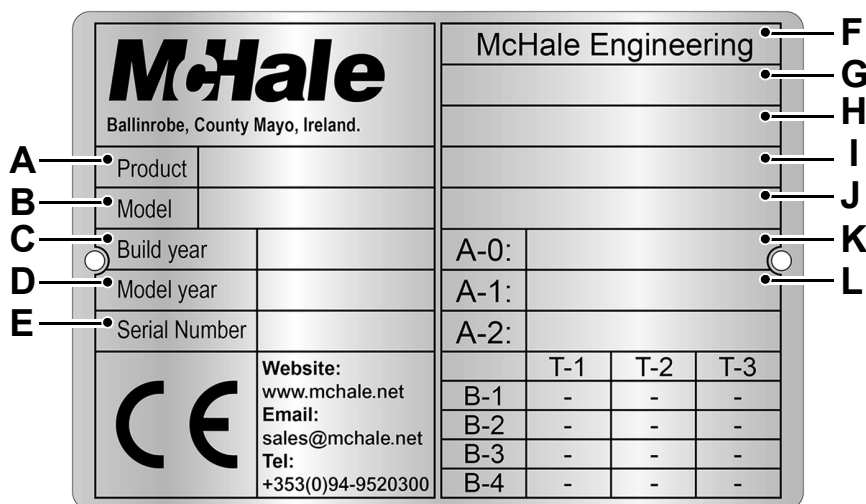 McHale
Ballinrobe, County Mayo, Ireland.
A Product
B Model
C Build year
D Model year
E Serial Number
CE
Website:
www.mchale.net
Email:
sales@mchale.net
Tel:
+353(0)94-9520300
McHale Engineering F
G
H
I
J
A-0: K
A-1: L
A-2:
T-1 T-2 T-3
B-1 - - -
B-2 - - -
B-3 - - -
B-4 - - -